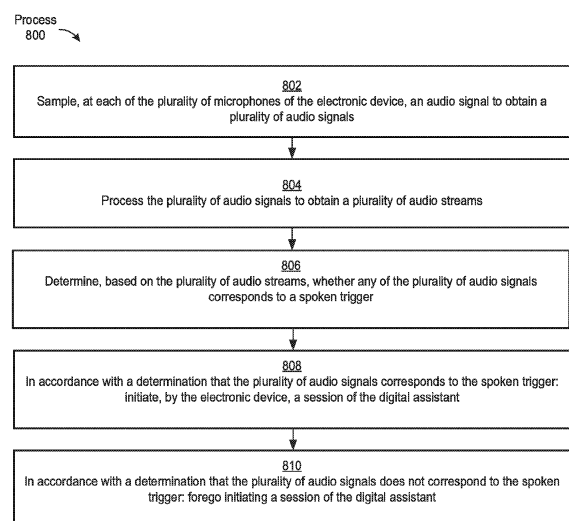 Process
800
802
Sample, at each of the plurality of microphones of the electronic device, an audio signal to obtain a
plurality of audio signals
804
Process the plurality of audio signals to obtain a plurality of audio streams
806
Determine, based on the plurality of audio streams, whether any of the plurality of audio signals
corresponds to a spoken trigger
808
In accordance with a determination that the plurality of audio signals corresponds to the spoken trigger:
initiate, by the electronic device, a session of the digital assistant
810
In accordance with a determination that the plurality of audio signals does not correspond to the spoken
trigger: forego initiating a session of the digital assistant